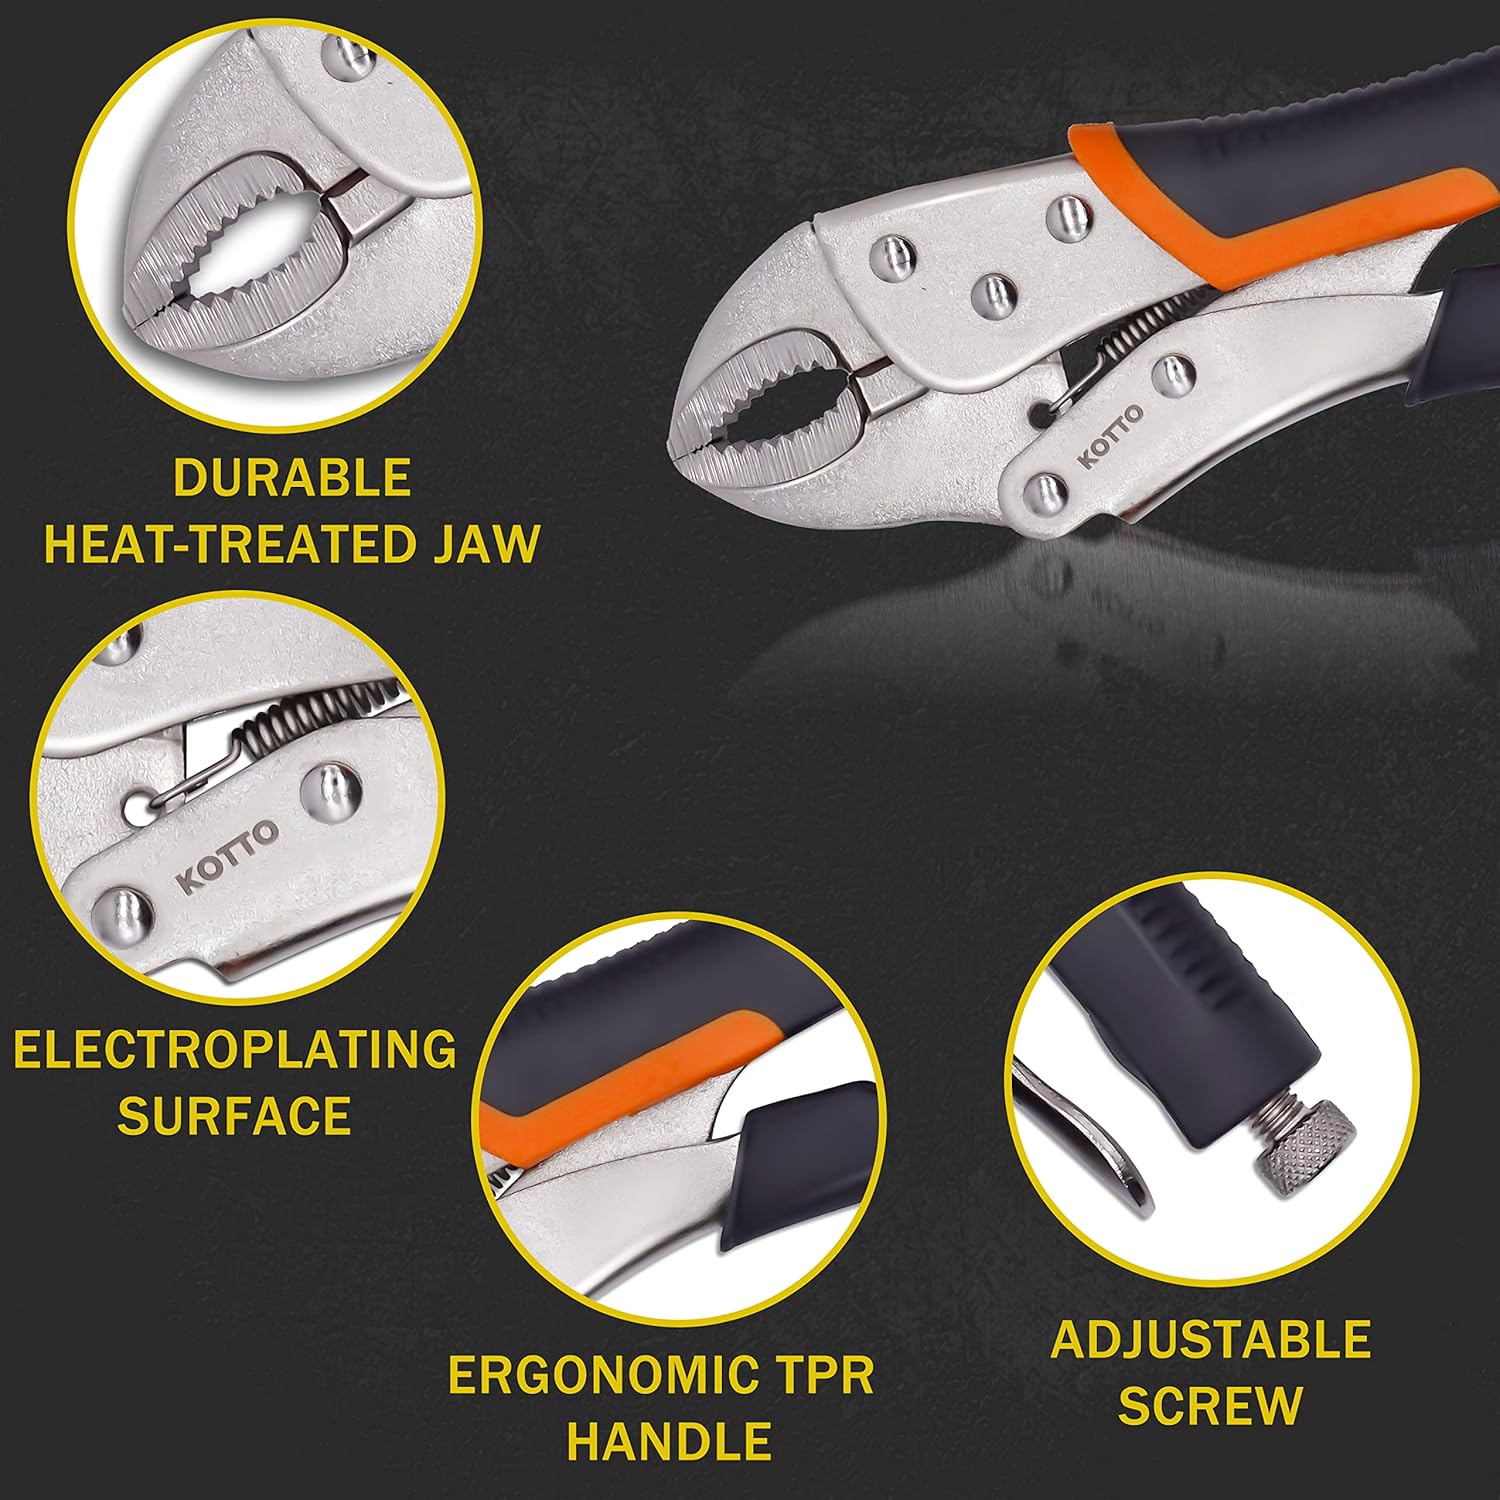 KOTTO
DURABLE
HEAT-TREATED JAW
KOTTO
ELECTROPLATING
SURFACE
ERGONOMIC TPR
HANDLE
ADJUSTABLE
SCREW